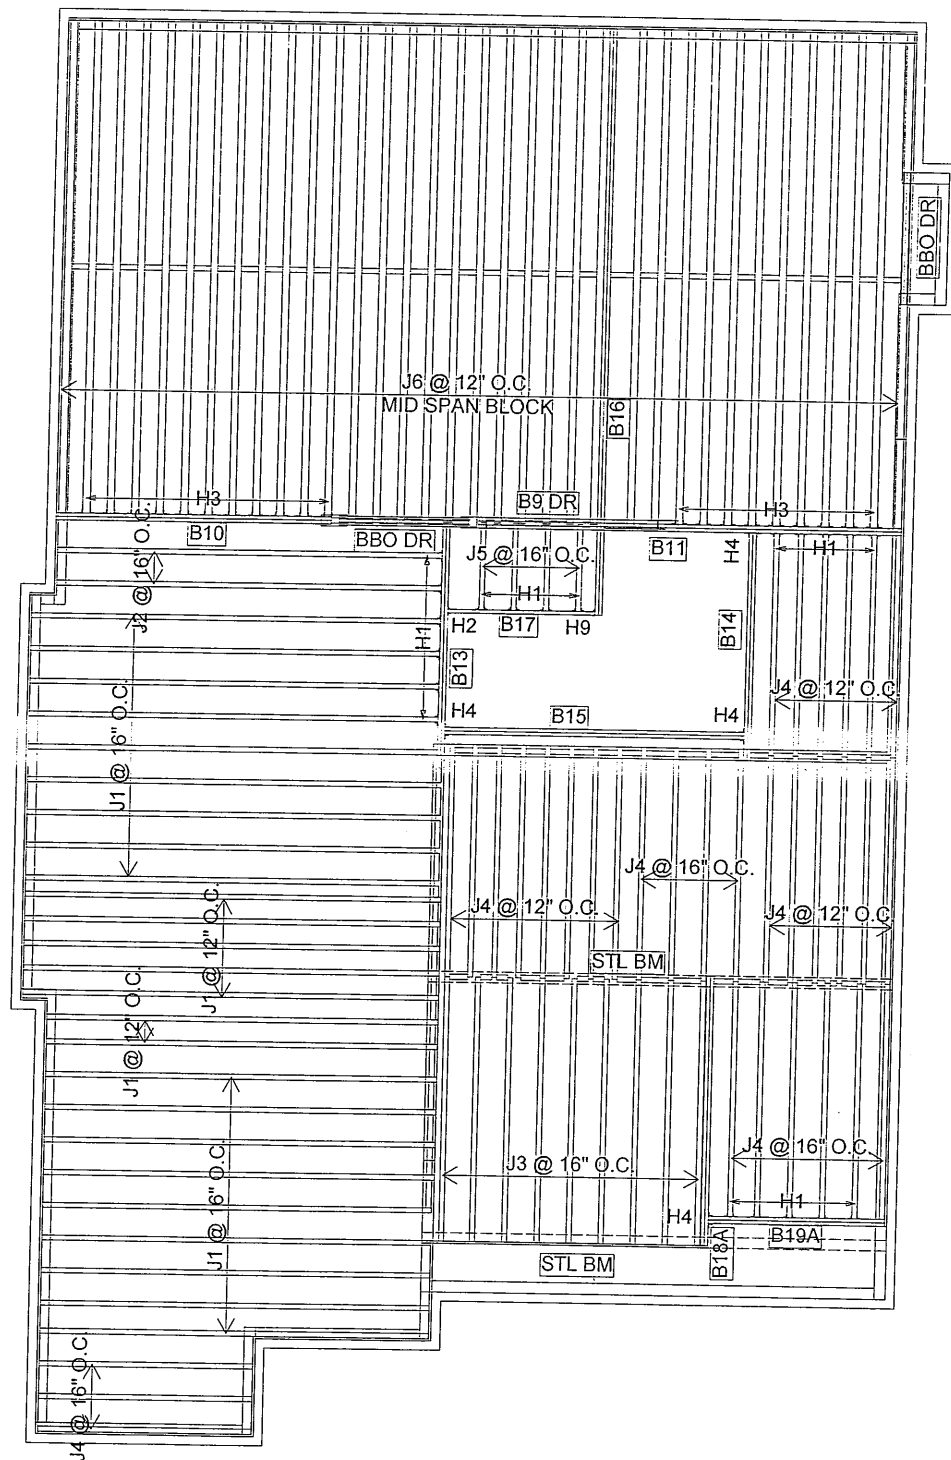 BBO DR
J6 @ 12" O.C.
MID SPAN BLOCK
B16
H3
B9 DR
H3
B10
BBO DR
J5 @ 16" O.C.
B11
H4
H1
J2 @ 16" O.C.
H1
H1
H2
B17
H9
B14
B13
J4 @ 12" O.C.
H4
B15
H4
J1 @ 16" O.C.
J4 @ 16" O.C.
J4 @ 12" O.C.
J4 @ 12" O.C.
J1 @ 12" O.C.
STL BM
J1 @ 12" O.C.
J3 @ 16" O.C.
J4 @ 16" O.C.
H1
H4
J1 @ 16" O.C.
B18A
B19A
STL BM
J4 @ 16" O.C.